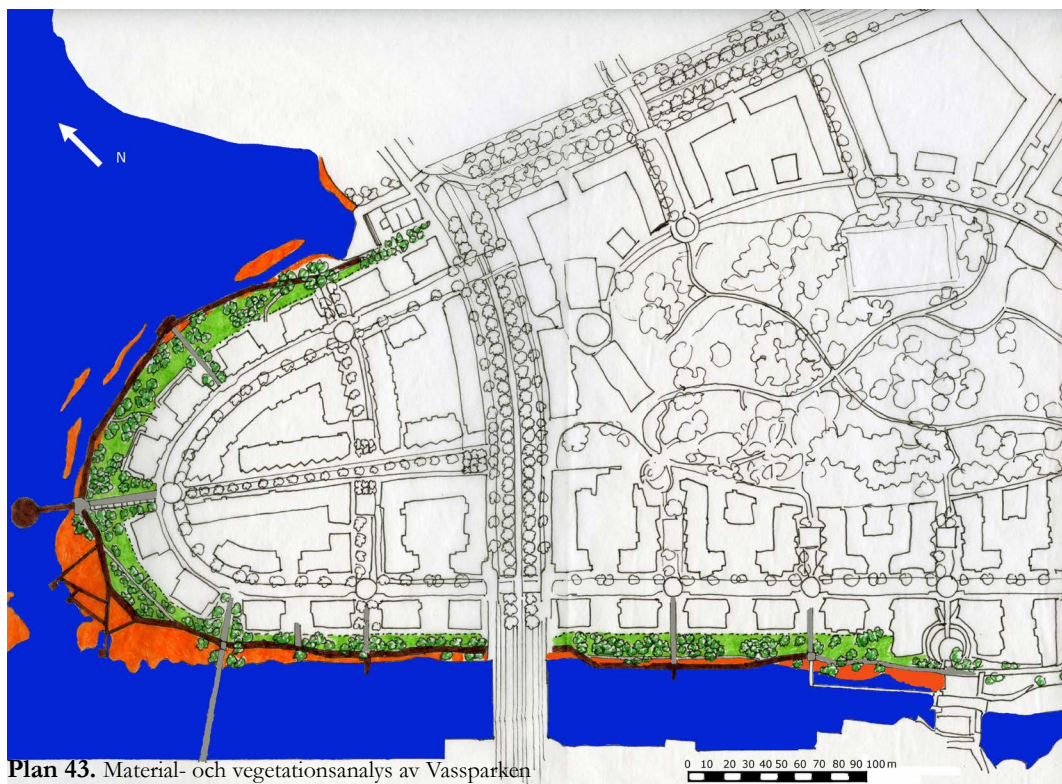 N
Plan 43. Material- och vegetationsanalys av Vassparken
0 10 20 30 40 50 60 70 80 90 100 m